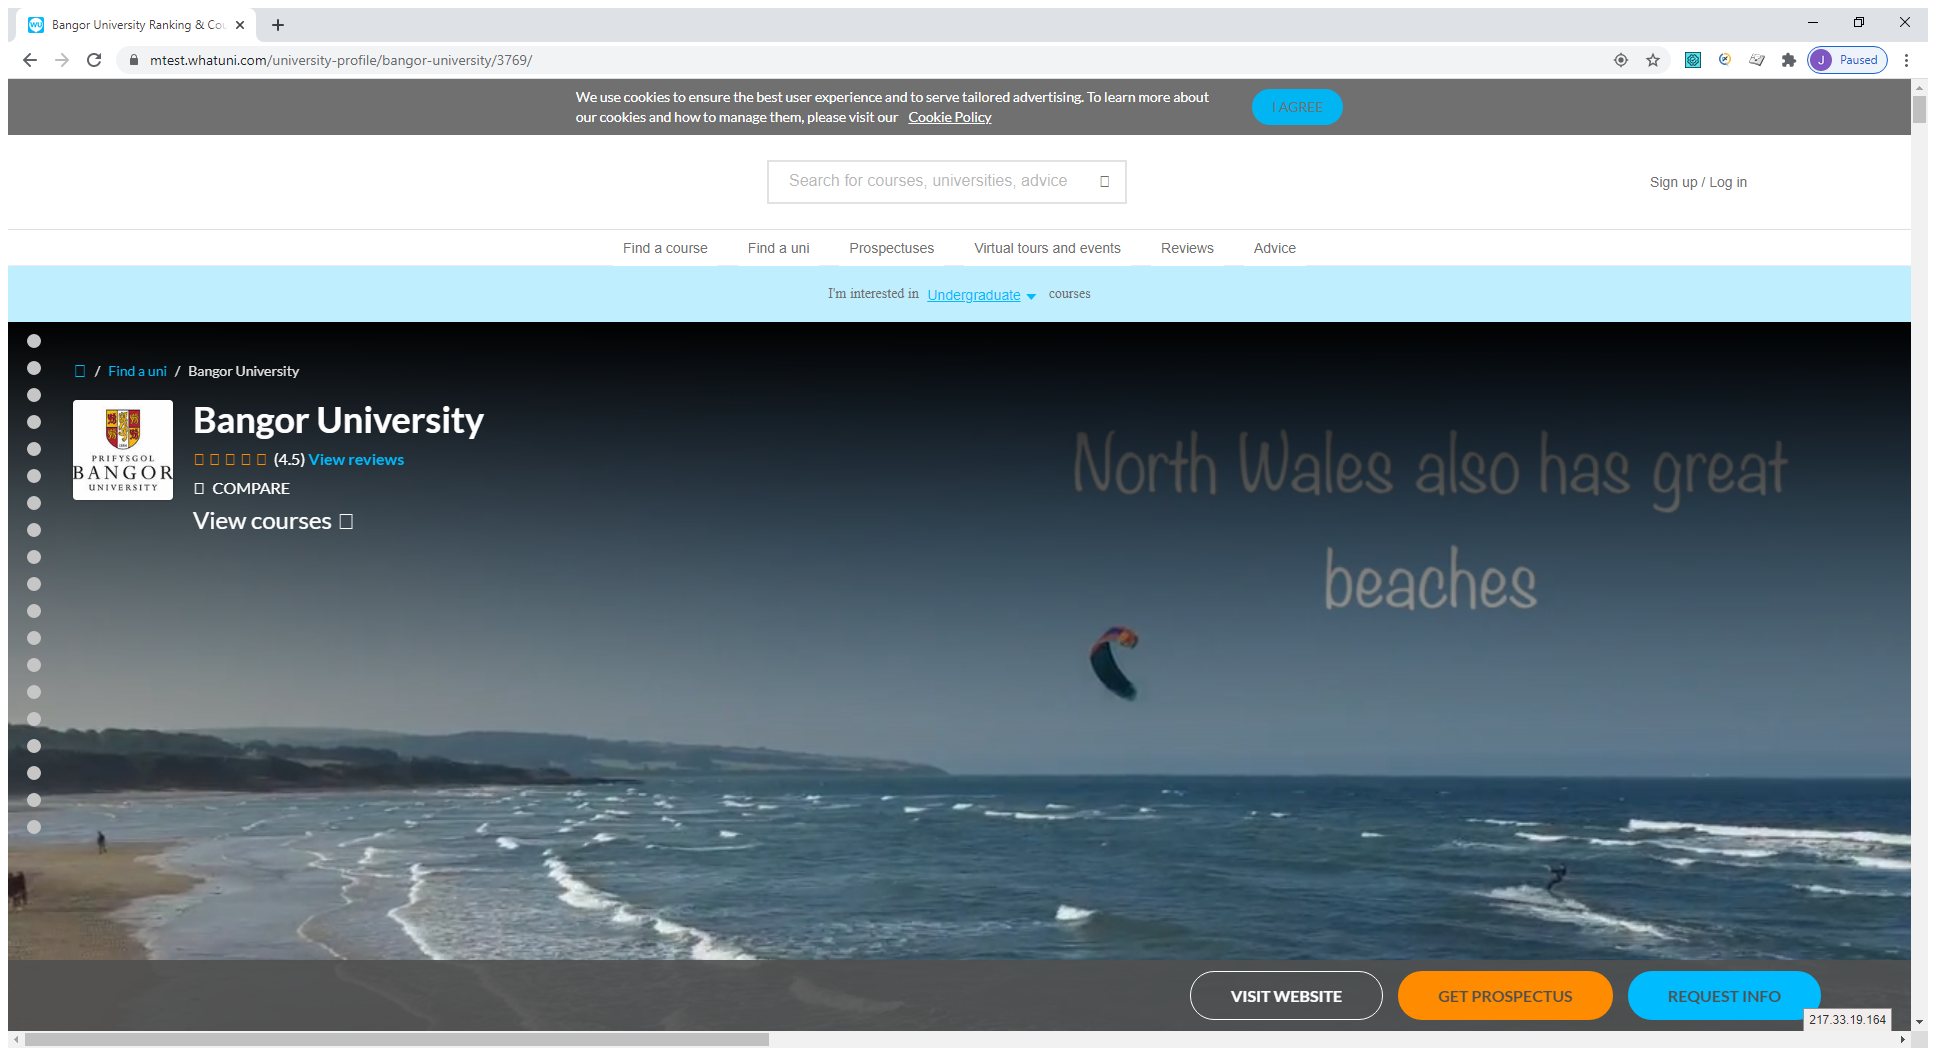 Bangor University Ranking & Cou
mtest.whatuni.com/university-profile/bangor-university/3769/
J Paused
We use cookies to ensure the best user experience and to serve tailored advertising. To learn more about
our cookies and how to manage them, please visit our Cookie Policy
I AGREE
Search for courses, universities, advice
Sign up / Log in
Find a course Find a uni Prospectuses Virtual tours and events Reviews Advice
I'm interested in Undergraduate courses
/ Find a uni / Bangor University
PRIFYSGOL
BANGOR
UNIVERSITY
Bangor University
(4.5) View reviews
COMPARE
View courses
North Wales also has great
beaches
VISIT WEBSITE GET PROSPECTUS REQUEST INFO
217.33.19.164